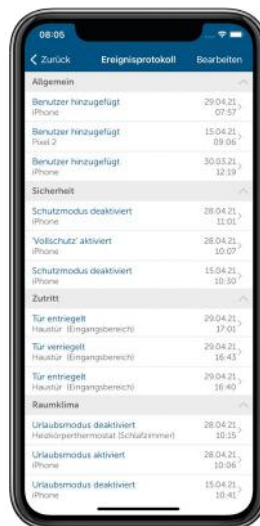 08:05
Zurück Ereignisprotokoll Bearbeiten
Allgemein
Benutzer hinzugefügt 29.04.21
iPhone 07:57
Benutzer hinzugefügt 15.04.21
Pixel 2 09:06
Benutzer hinzugefügt 30.03.21
iPhone 12:19
Sicherheit
Schutzmodus deaktiviert 28.04.21
iPhone 11:01
'Vollschutz' aktiviert 28.04.21
iPhone 10:07
Schutzmodus deaktiviert 15.04.21
iPhone 10:30
Zutritt
Tür entriegelt 29.04.21
Haustür (Eingangsbereich) 17:01
Tür verriegelt 29.04.21
Haustür (Eingangsbereich) 16:43
Tür entriegelt 29.04.21
Haustür (Eingangsbereich) 16:40
Raumklima
Urlaubsmodus deaktiviert 28.04.21
Heizkörperthermostat (Schlafzimmer) 10:15
Urlaubsmodus aktiviert 28.04.21
iPhone 10:06
Urlaubsmodus deaktiviert 15.04.21
iPhone 10:41